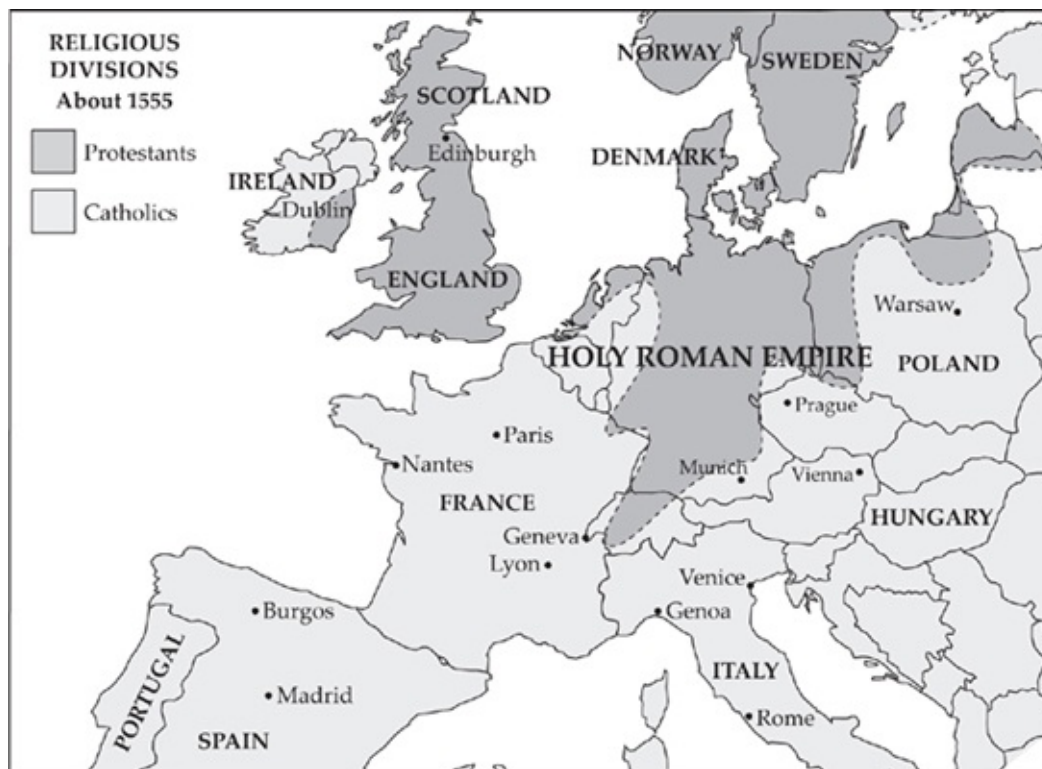 RELIGIOUS
DIVISIONS
About 1555
Protestants
Catholics
NORWAY
SWEDEN
SCOTLAND
Edinburgh
DENMARK
IRELAND
Dublin
ENGLAND
Warsaw
HOLY ROMAN EMPIRE
POLAND
Prague
Paris
Nantes
Munich
Vienna
FRANCE
HUNGARY
Geneva
Lyon
Venice
Genoa
Burgos
ITALY
PORTUGAL
Madrid
Rome
SPAIN